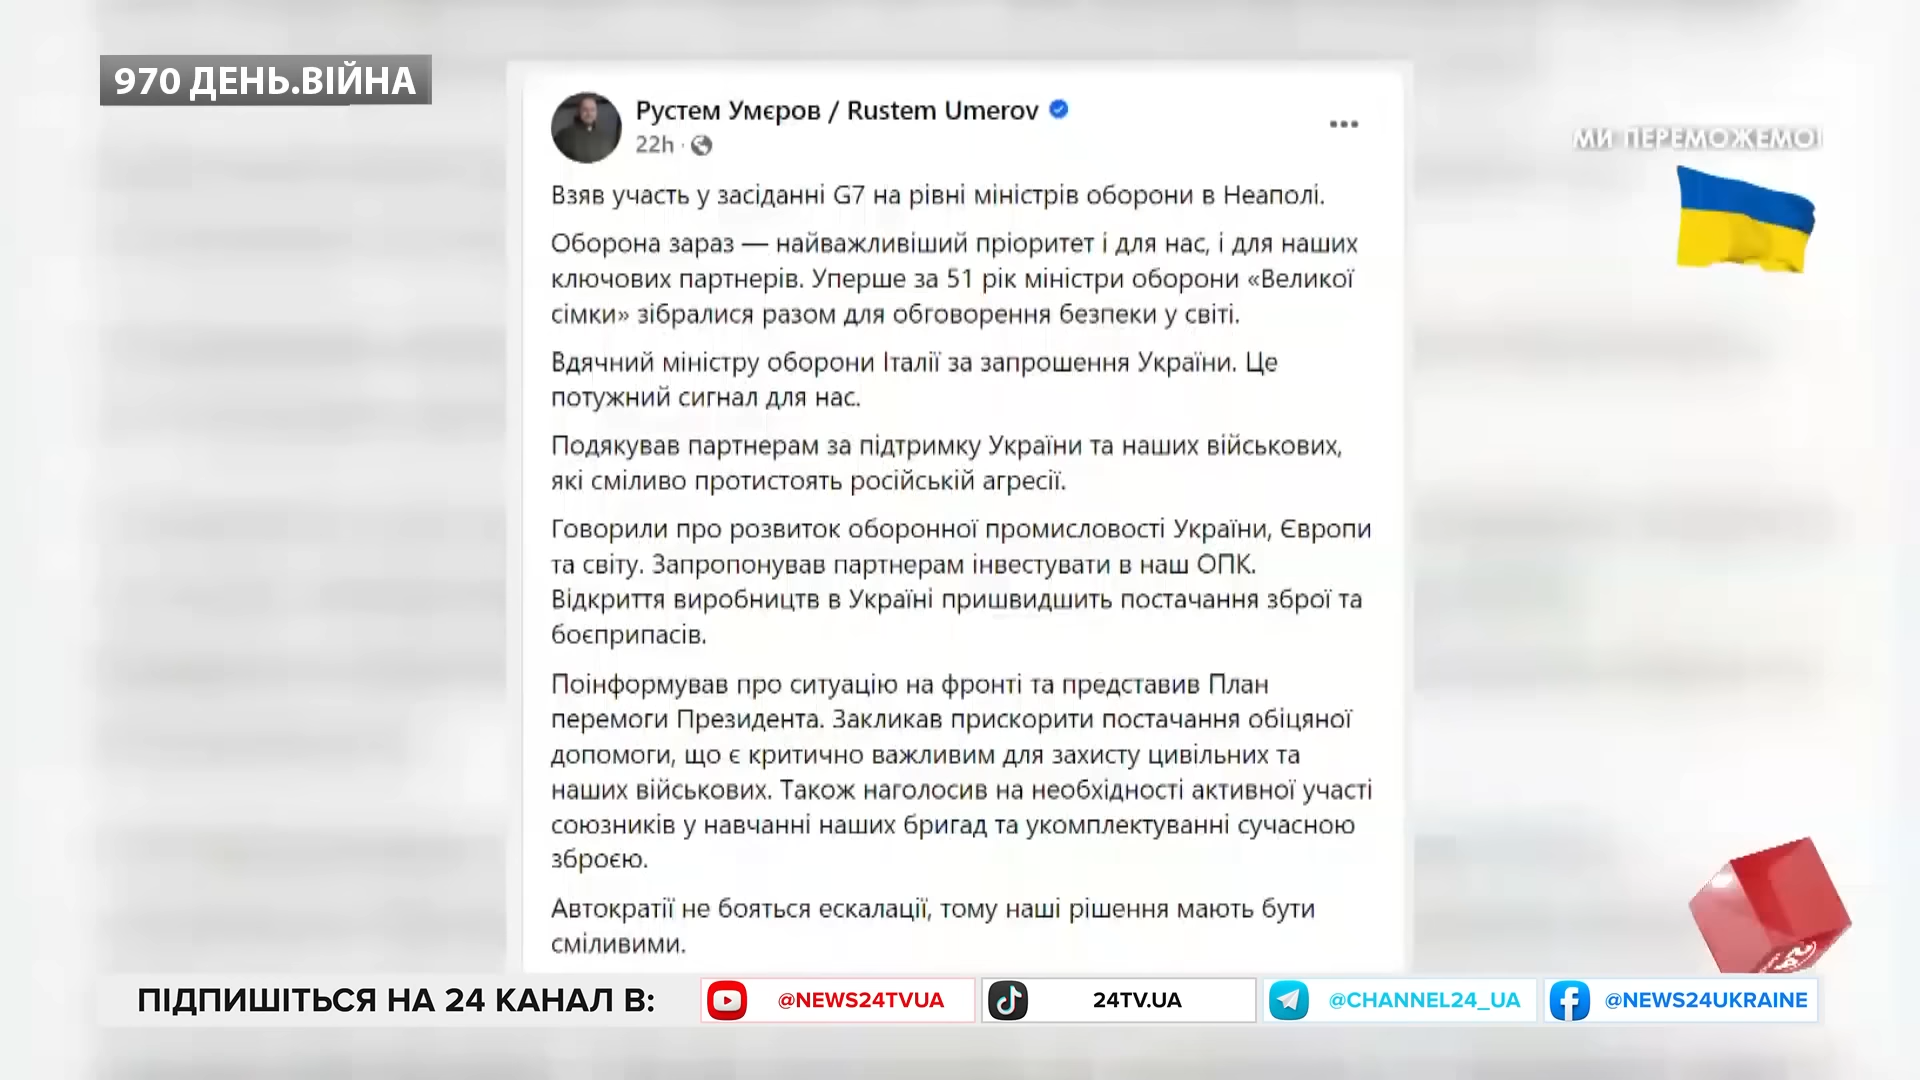 970 ДЕНЬ.ВІЙНА
Рустем Умєров / Rustem Umerov
22h ·
МИ ПЕРЕМОЖЕМО!
Взяв участь у засіданні G7 на рівні міністрів оборони в Неаполі.
Оборона зараз — найважливіший пріоритет і для нас, і для наших
ключових партнерів. Уперше за 51 рік міністри оборони «Великої
сімки» зібралися разом для обговорення безпеки у світі.
Вдячний міністру оборони Італії за запрошення України. Це
потужний сигнал для нас.
Подякував партнерам за підтримку України та наших військових,
які сміливо протистоять російській агресії.
Говорили про розвиток оборонної промисловості України, Європи
та світу. Запропонував партнерам інвестувати в наш ОПК.
Відкриття виробництв в Україні пришвидшить постачання зброї та
боєприпасів.
Поінформував про ситуацію на фронті та представив План
перемоги Президента. Закликав прискорити постачання обіцяної
допомоги, що є критично важливим для захисту цивільних та
наших військових. Також наголосив на необхідності активної участі
союзників у навчанні наших бригад та укомплектуванні сучасною
зброєю.
Автократії не бояться ескалації, тому наші рішення мають бути
сміливими.
ПІДПИШІТЬСЯ НА 24 КАНАЛ В:
@NEWS24TVUA
24TV.UA
@CHANNEL24_UA
@NEWS24UKRAINE